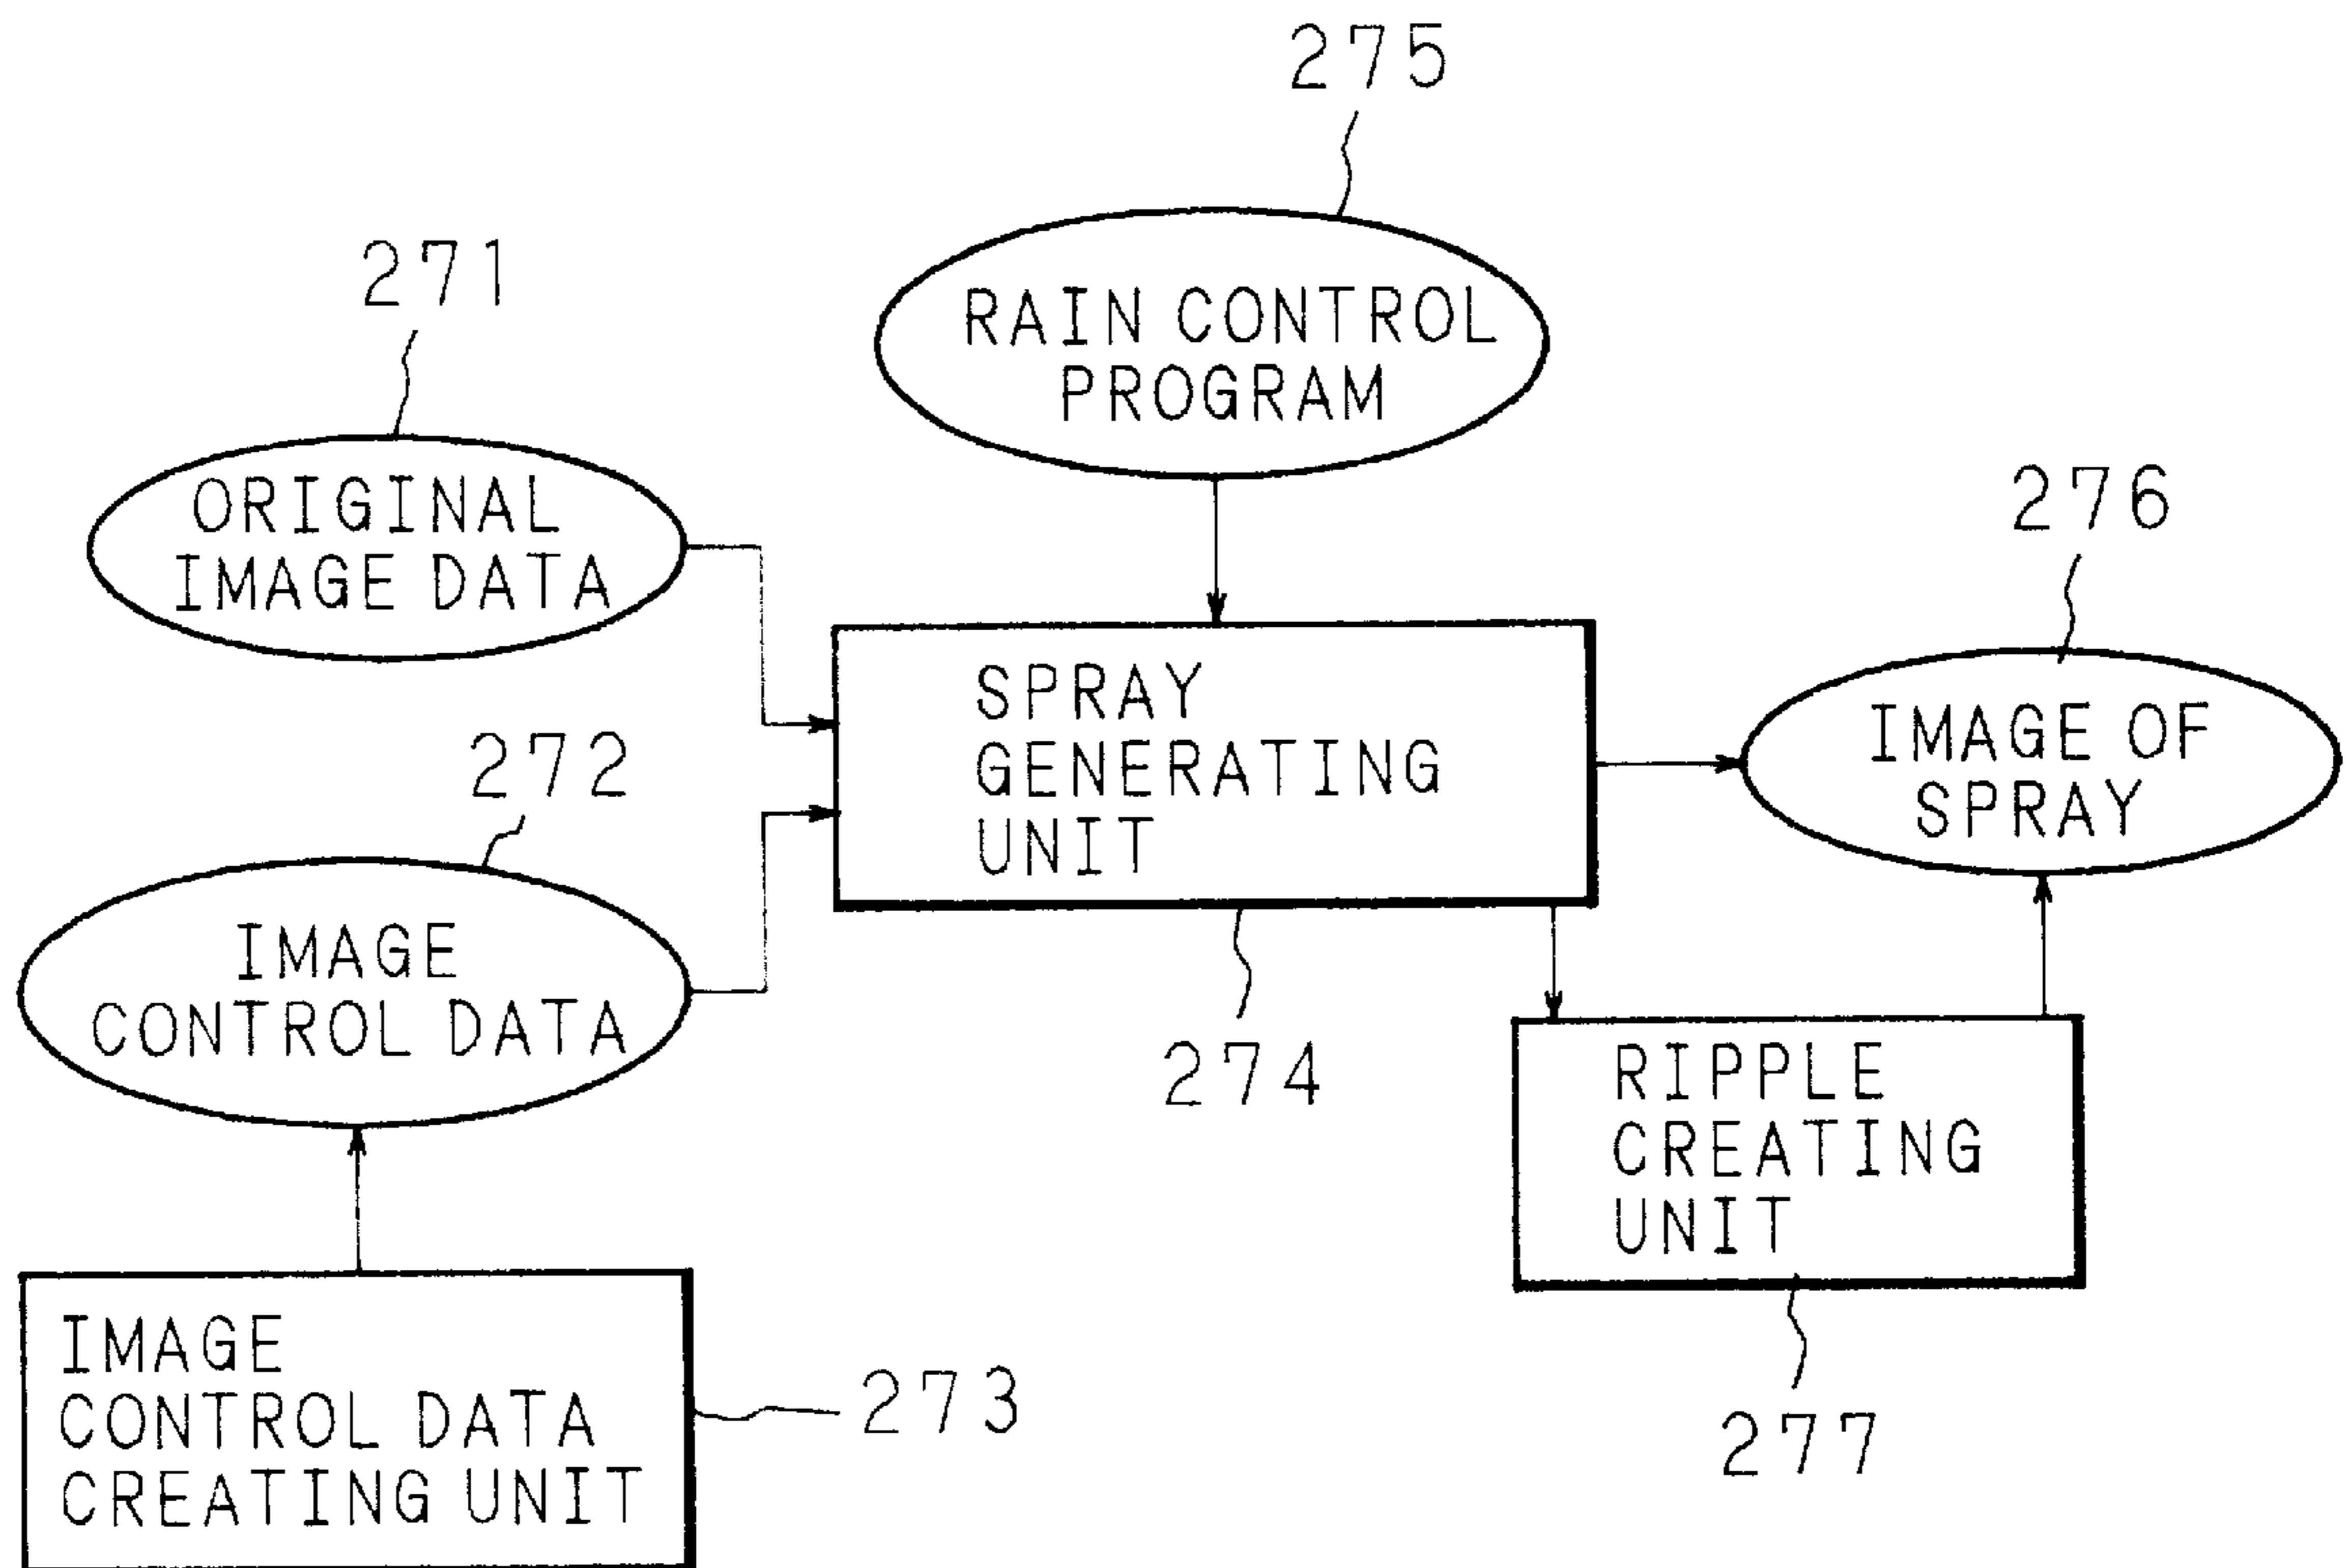 275
RAIN CONTROL
PROGRAM
271
ORIGINAL
IMAGE DATA
276
IMAGE OF
SPRAY
SPRAY
GENERATING
UNIT
274
272
IMAGE
CONTROL DATA
RIPPLE
CREATING
UNIT
277
IMAGE
CONTROL DATA
CREATING UNIT
273